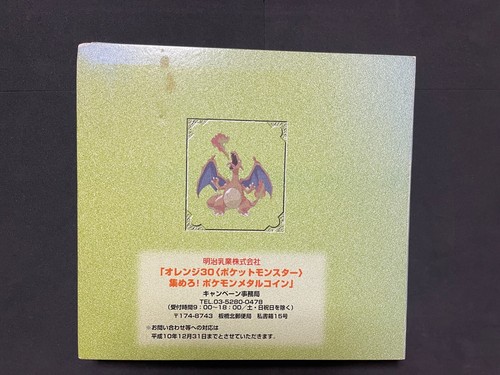 明治乳業株式会社
「オレンジ30〈ポケットモンスター〉
集めろ！ポケモンメタルコイン」
キャンペーン事務局
TEL.03-5280-0478
（受付時間9：00〜18：00／土・日祝日を除く）
〒174-8743 板橋北郵便局 私書箱15号
※お問い合わせ等への対応は
平成10年12月31日までとさせていただきます。